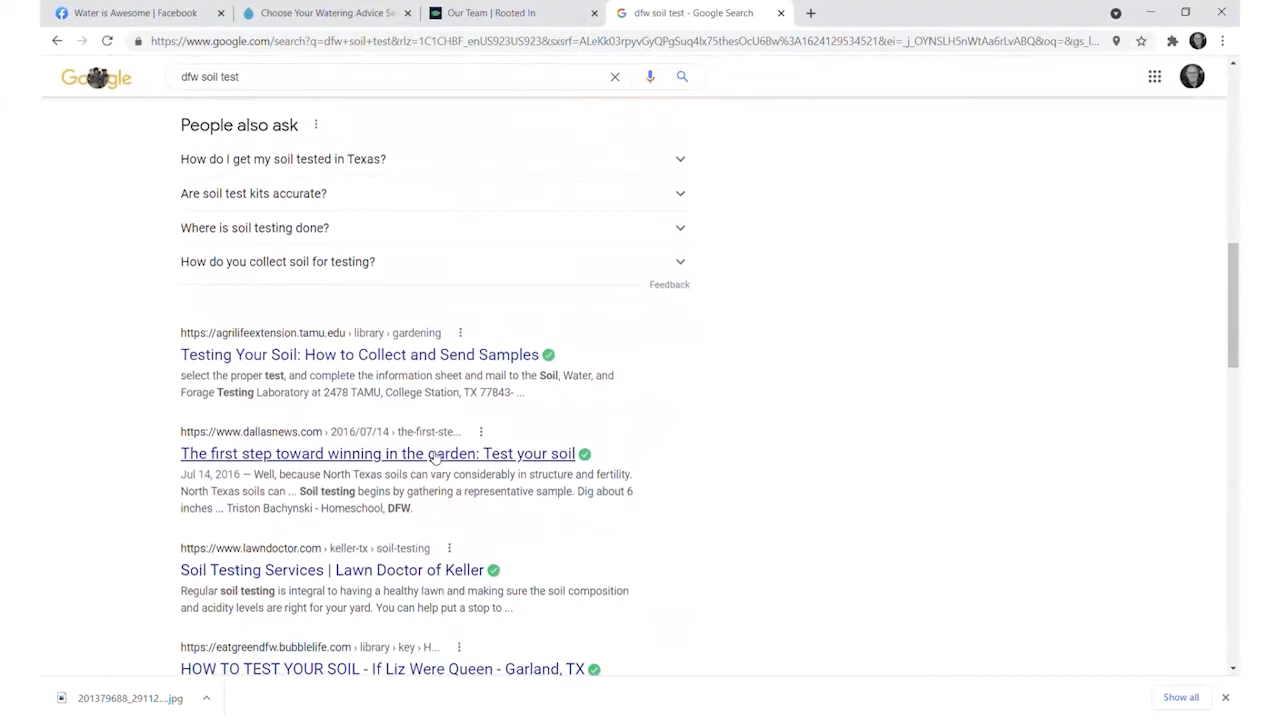 Water is Awesome | Facebook
Choose Your Watering Advice Se
Our Team | Rooted In
dfw soil test - Google Search
https://www.google.com/search?q=dfw+soil+test&rlz=1C1CHBF_enUS923US923&sxsrf=ALeKk03rpyvGyQPgSuq4lx75thesOcU6Bw%3A1624129534521&ei=_j_OYNSLH5nWtAa6rLvABQ&oq=&gs_l...
Google
dfw soil test
People also ask
How do I get my soil tested in Texas?
Are soil test kits accurate?
Where is soil testing done?
How do you collect soil for testing?
Feedback
https://agrilifeextension.tamu.edu › library › gardening
Testing Your Soil: How to Collect and Send Samples
select the proper test, and complete the information sheet and mail to the Soil, Water, and
Forage Testing Laboratory at 2478 TAMU, College Station, TX 77843- ...
https://www.dallasnews.com › 2016/07/14 › the-first-ste...
The first step toward winning in the garden: Test your soil
Jul 14, 2016 — Well, because North Texas soils can vary considerably in structure and fertility.
North Texas soils can ... Soil testing begins by gathering a representative sample. Dig about 6
inches ... Triston Bachynski - Homeschool, DFW.
https://www.lawndoctor.com › keller-tx › soil-testing
Soil Testing Services | Lawn Doctor of Keller
Regular soil testing is integral to having a healthy lawn and making sure the soil composition
and acidity levels are right for your yard. You can help put a stop to ...
https://eatgreendfw.bubblelife.com › library › key › H...
HOW TO TEST YOUR SOIL - If Liz Were Queen - Garland, TX
201379688_29112....jpg
Show all